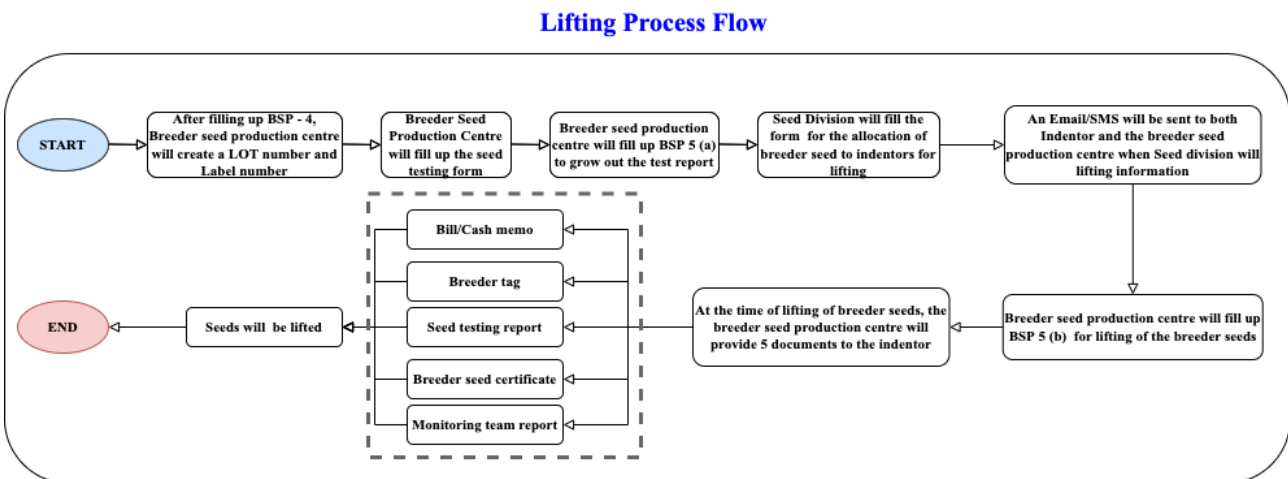 Lifting Process Flow
START
After filling up BSP - 4,
Breeder seed production centre
will create a LOT number and
Label number
Breeder Seed
Production Centre
will fill up the seed
testing form
Breeder seed production
centre will fill up BSP 5 (a)
to grow out the test report
Seed Division will fill the
form for the allocation of
breeder seed to indentors for
lifting
An Email/SMS will be sent to both
Indentor and the breeder seed
production centre when Seed division will
lifting information
Breeder seed production centre will fill up
BSP 5 (b) for lifting of the breeder seeds
At the time of lifting of breeder seeds, the
breeder seed production centre will
provide 5 documents to the indentor
Bill/Cash memo
Breeder tag
Seed testing report
Breeder seed certificate
Monitoring team report
Seeds will be lifted
END